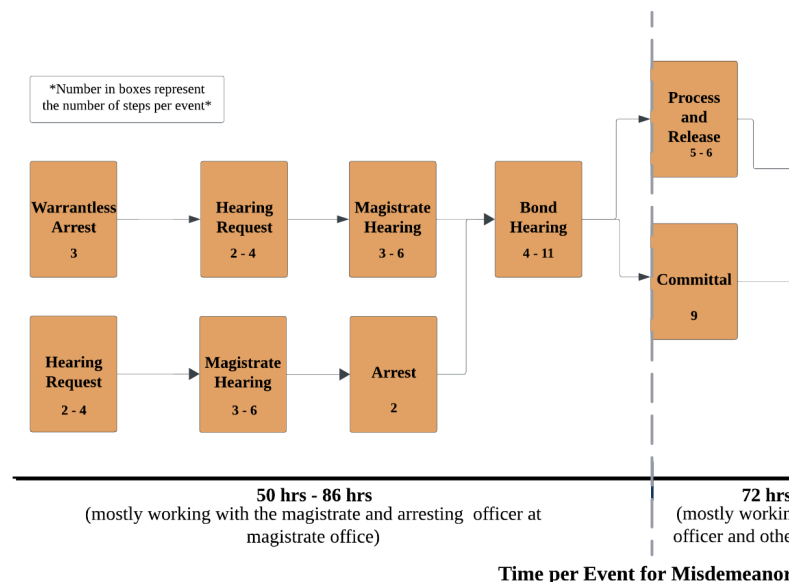 *Number in boxes represent
the number of steps per event*
Process
and
Release
5 - 6
Warrantless
Arrest
3
Hearing
Request
2 - 4
Magistrate
Hearing
3 - 6
Bond
Hearing
4 - 11
Committal
9
Hearing
Request
2 - 4
Magistrate
Hearing
3 - 6
Arrest
2
50 hrs - 86 hrs
(mostly working with the magistrate and arresting officer at
magistrate office)
72 hrs
(mostly workin
officer and othe
Time per Event for Misdemeanor